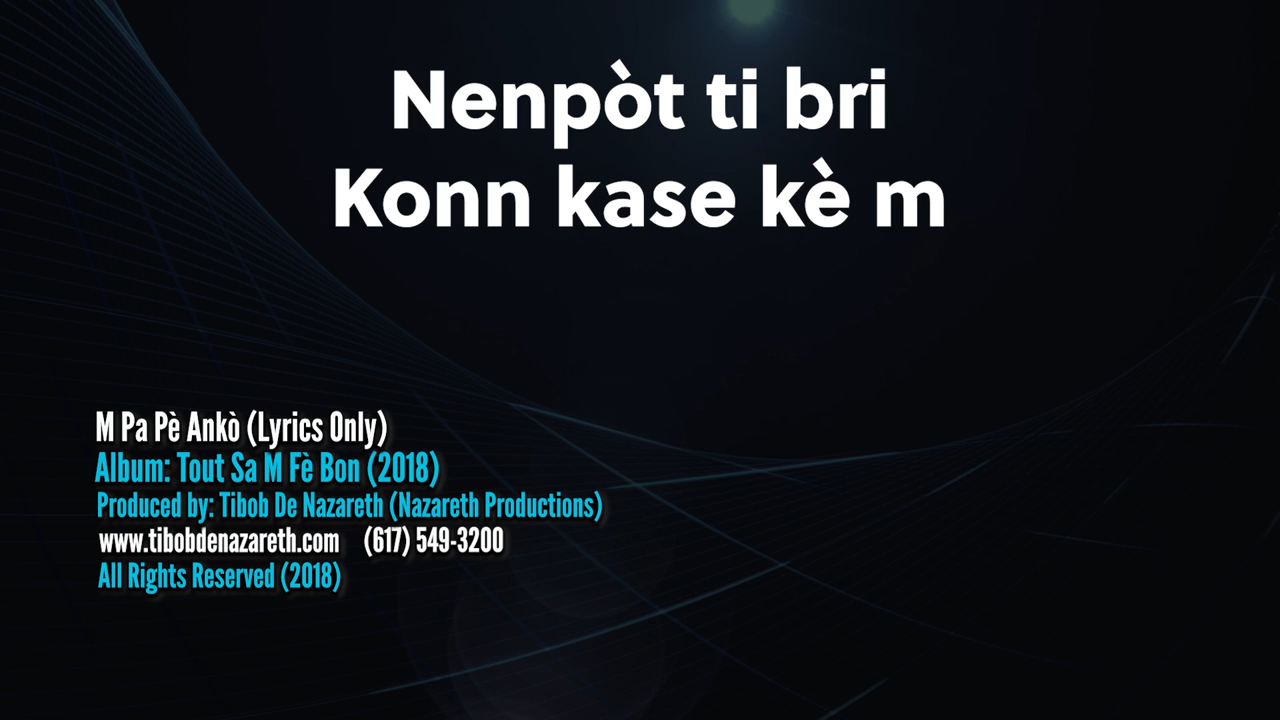 Nenpòt ti bri
Konn kase kè m
M Pa Pè Ankò (Lyrics Only)
Album: Tout Sa M Fè Bon (2018)
Produced by: Tibob De Nazareth (Nazareth Productions)
www.tibobdenazareth.com (617) 549-3200
All Rights Reserved (2018)